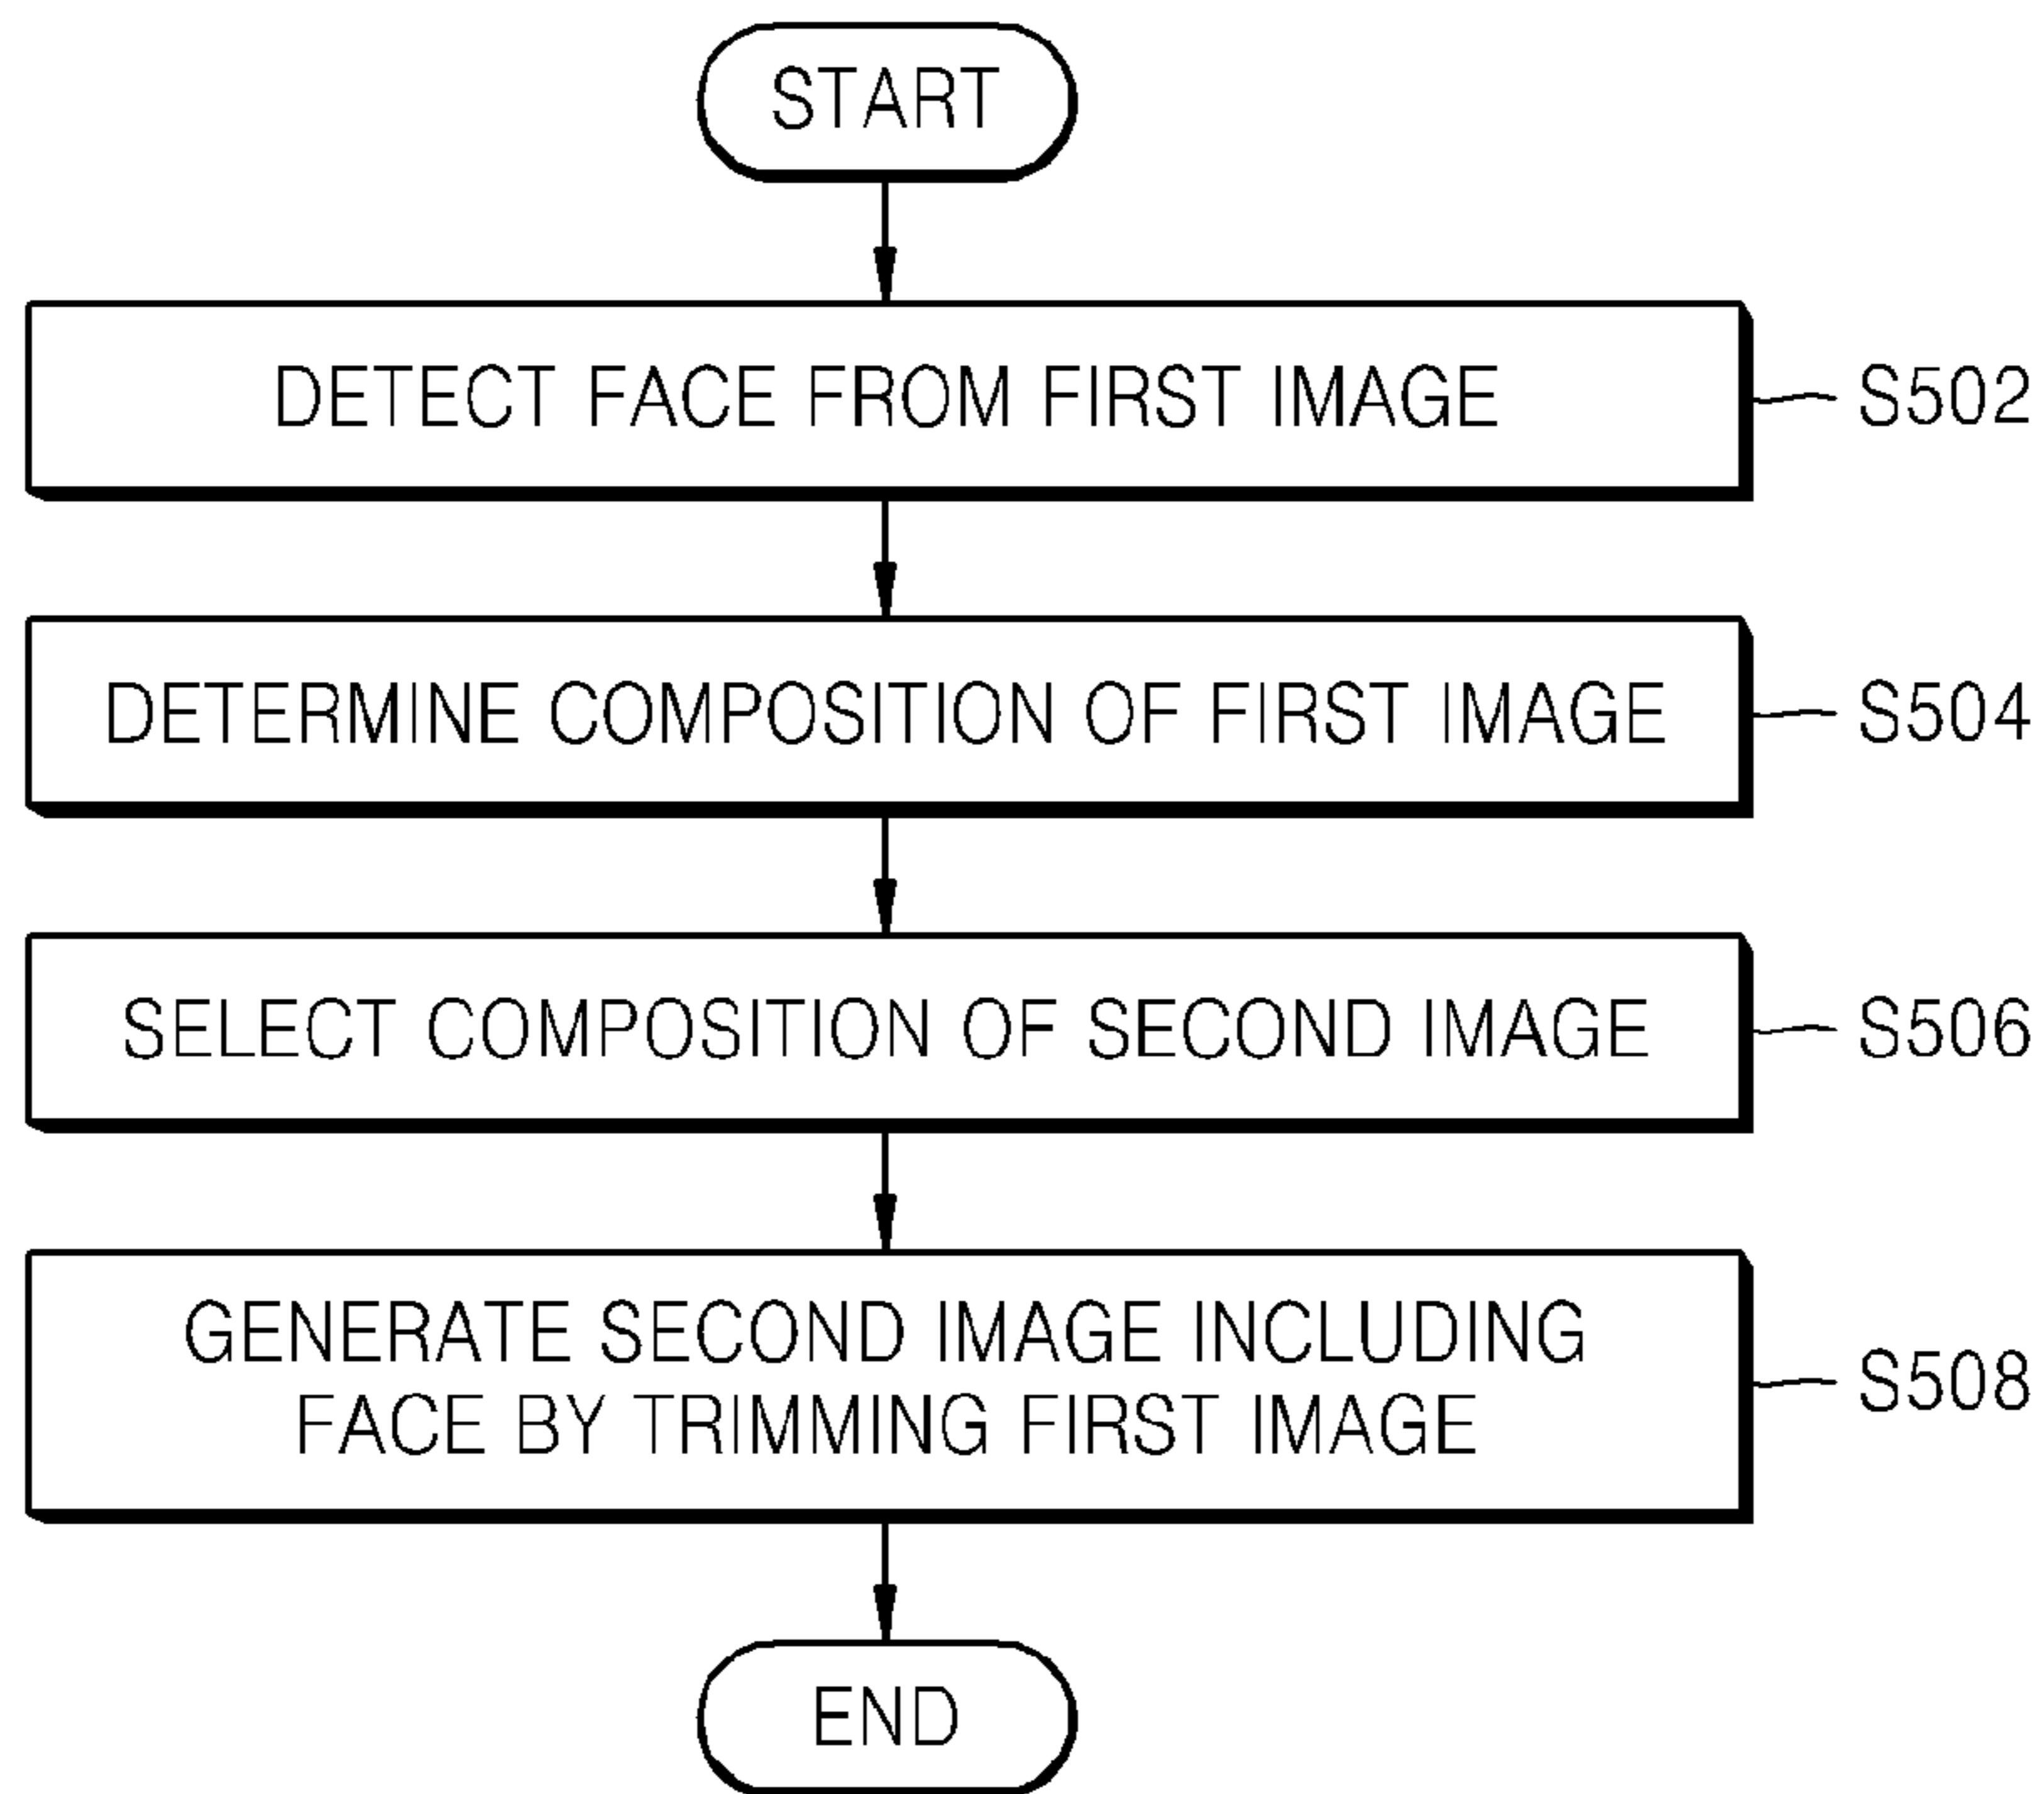 START
DETECT FACE FROM FIRST IMAGE
S502
DETERMINE COMPOSITION OF FIRST IMAGE
S504
SELECT COMPOSITION OF SECOND IMAGE
S506
GENERATE SECOND IMAGE INCLUDING
FACE BY TRIMMING FIRST IMAGE
S508
END